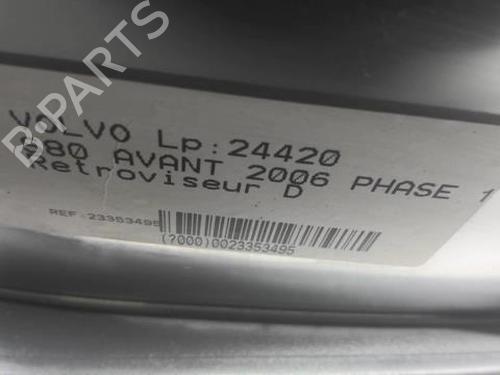 VOLVO Lp:24420
S80 AVANT 2006 PHASE 1
Retroviseur D
REF:23353495
(7000)0023353495
B-PARTS